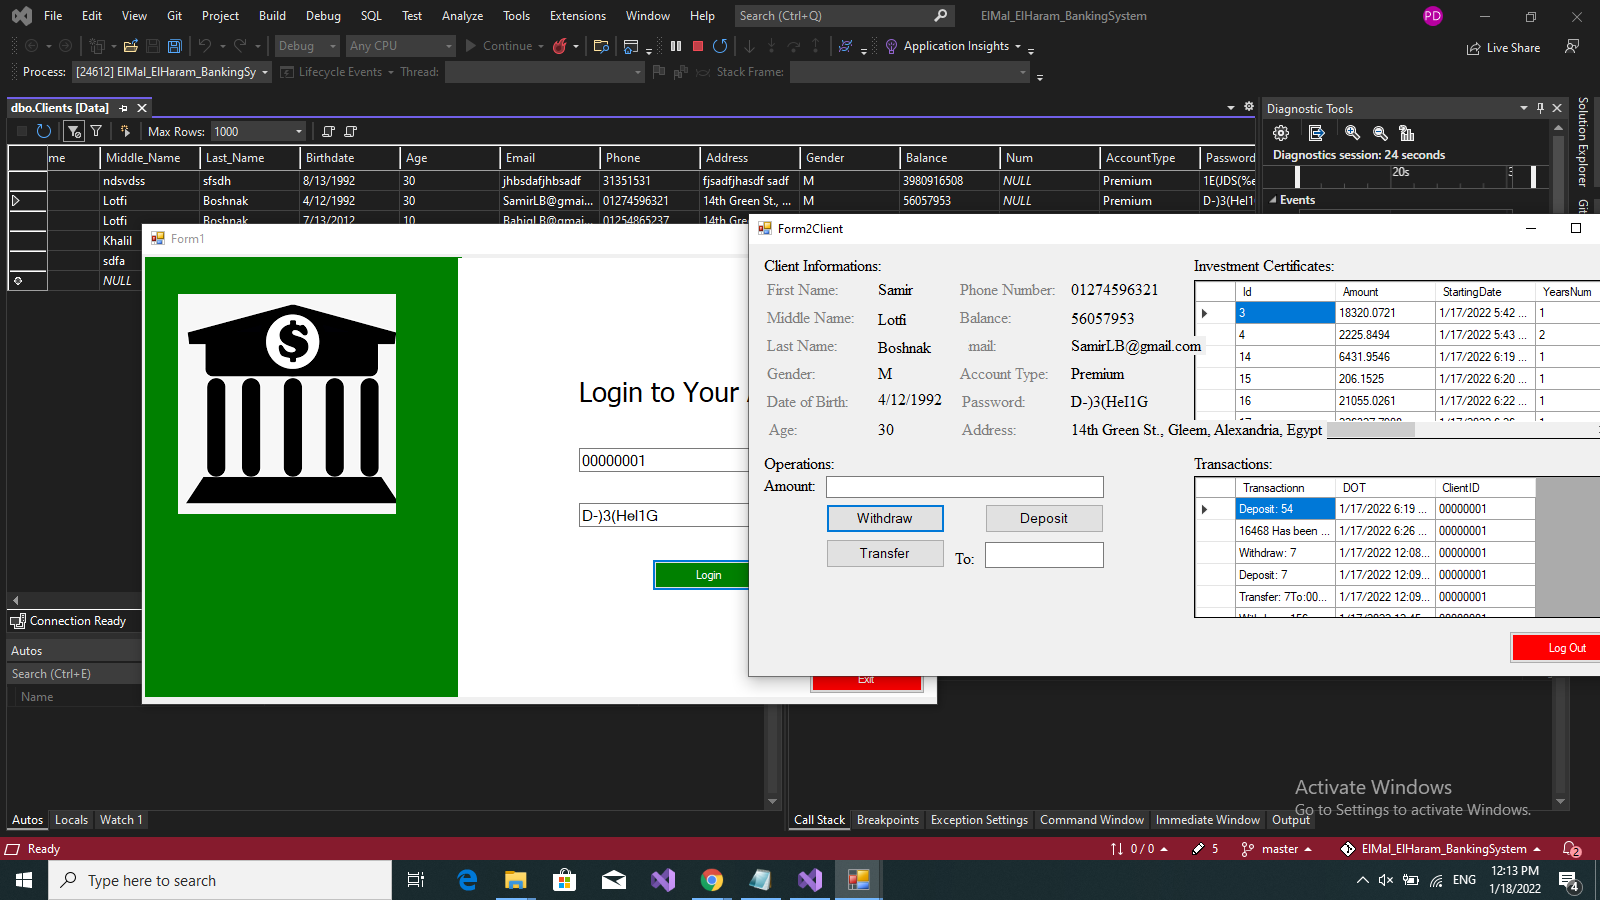 File Edit View Git Project Build Debug SQL Test Analyze Tools Extensions Window Help Search (Ctrl+Q) ElMal_ElHaram_BankingSystem PD
Debug Any CPU Continue Application Insights Live Share
Process: [24612] ElMal_ElHaram_BankingSy Lifecycle Events Thread: Stack Frame:
dbo.Clients [Data]
Max Rows: 1000
me Middle_Name Last_Name Birthdate Age Email Phone Address Gender Balance Num AccountType Password
ndsvdss sfsdh 8/13/1992 30 jhbsdafjhbsadf 31351531 fjsadfjhasdf sadf M 3980916508 NULL Premium 1E(JDS(%e
Lotfi Boshnak 4/12/1992 30 SamirLB@gmai... 01274596321 14th Green St., ... M 56057953 NULL Premium D-)3(HeI1
Lotfi Boshnak 7/13/2012 10 BahigLB@gmai... 01254865237 14th Gre
Khalil
sdfa
NULL
Connection Ready
Autos
Search (Ctrl+E)
Name
Autos Locals Watch 1
Form1
$
Login to Your
00000001
D-)3(HeI1G
Login
Exit
Form2Client
Client Informations:
First Name: Samir Phone Number: 01274596321
Middle Name: Lotfi Balance: 56057953
Last Name: Boshnak mail: SamirLB@gmail.com
Gender: M Account Type: Premium
Date of Birth: 4/12/1992 Password: D-)3(HeI1G
Age: 30 Address: 14th Green St., Gleem, Alexandria, Egypt
Operations:
Amount:
Withdraw Deposit
Transfer To:
Investment Certificates:
Id Amount StartingDate YearsNum
3 18320.0721 1/17/2022 5:42 ... 1
4 2225.8494 1/17/2022 5:43 ... 2
14 6431.9546 1/17/2022 6:19 ... 1
15 206.1525 1/17/2022 6:20 ... 1
16 21055.0261 1/17/2022 6:22 ... 1
Transactions:
Transactionn DOT ClientID
Deposit: 54 1/17/2022 6:19 ... 00000001
16468 Has been ... 1/17/2022 6:26 ... 00000001
Withdraw: 7 1/17/2022 12:08... 00000001
Deposit: 7 1/17/2022 12:09... 00000001
Transfer: 7To:00... 1/17/2022 12:09... 00000001
Log Out
Diagnostic Tools
Diagnostics session: 24 seconds
20s
Events
Solution Explorer
Git
Activate Windows
Go to Settings to activate Windows.
Call Stack Breakpoints Exception Settings Command Window Immediate Window Output
Ready 0 / 0 5 master ElMal_ElHaram_BankingSystem 2
Type here to search
ENG 12:13 PM
1/18/2022 4